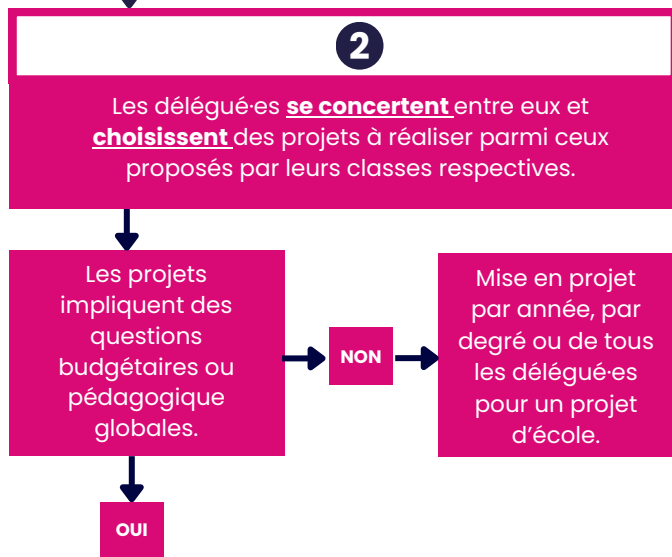 2
Les délégué·es se concertent entre eux et
choisissent des projets à réaliser parmi ceux
proposés par leurs classes respectives.
Les projets
impliquent des
questions
budgétaires ou
pédagogique
globales.
NON
Mise en projet
par année, par
degré ou de tous
les délégué·es
pour un projet
d'école.
OUI